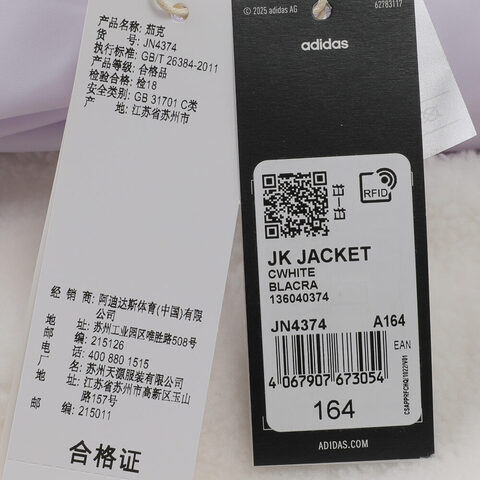 产品名称: 茄克
货 号: JN4374
执行标准: GB/T 26384-2011
产品等级: 合格品
检验合格: 检18
安全类别: GB 31701 C类
产 地: 江苏省苏州市
经 销 商: 阿迪达斯体育(中国)有限
公司
地 址: 苏州工业园区唯胜路508号
邮 编: 215126
电 话: 400 880 1515
厂 名: 苏州天源服装有限公司
厂 址: 江苏省苏州市高新区玉山
路157号
邮 编: 215011
合格证
© 2025 adidas AG
62783117
adidas
RFID
JK JACKET
CWHITE
BLACRA
136040374
JN4374 A164
EAN
4 067907 673054
164
ADIDAS.COM